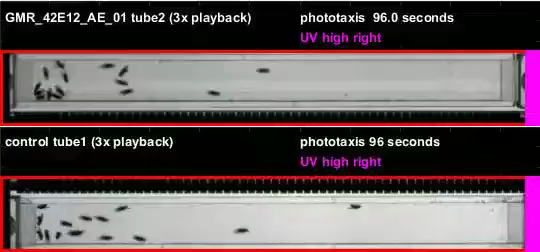 GMR_42E12_AE_01 tube2 (3x playback) phototaxis 96.0 seconds
UV high right
control tube1 (3x playback) phototaxis 96 seconds
UV high right